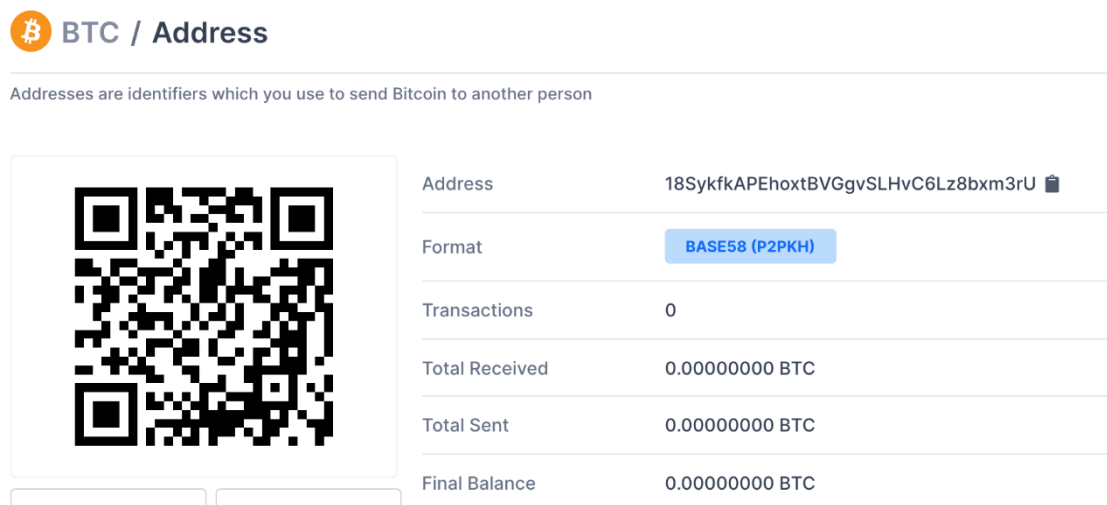 BTC / Address
Addresses are identifiers which you use to send Bitcoin to another person
Address 18SykfkAPEhoxtBVGgvSLHvC6Lz8bxm3rU
Format BASE58 (P2PKH)
Transactions 0
Total Received 0.00000000 BTC
Total Sent 0.00000000 BTC
Final Balance 0.00000000 BTC